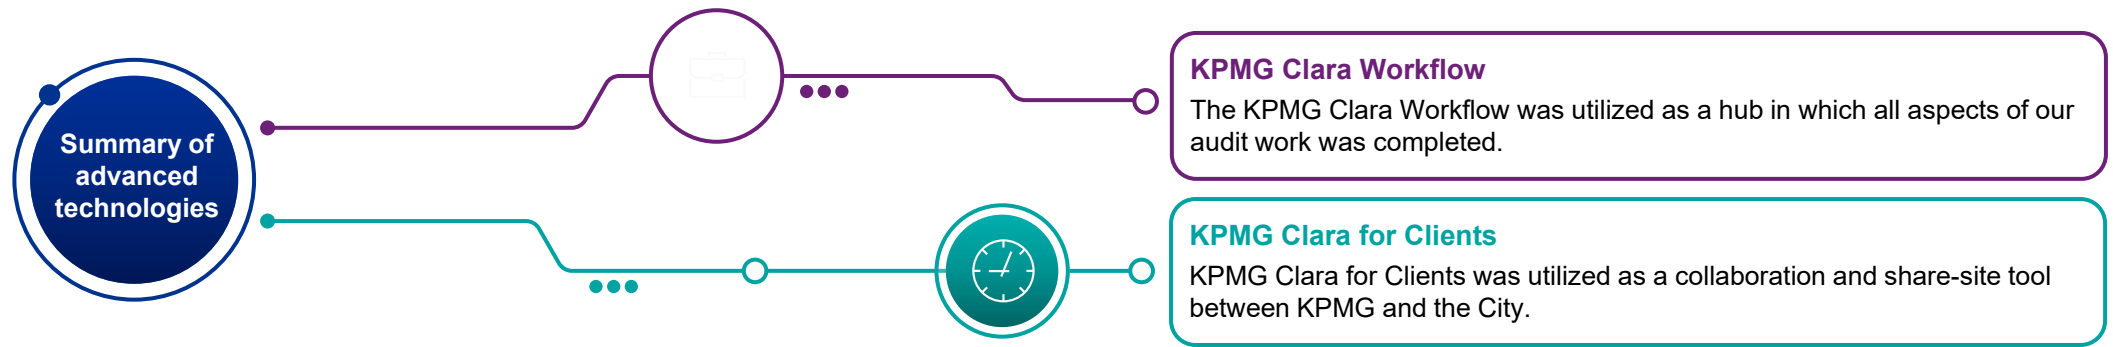 Summary of
advanced
technologies
KPMG Clara Workflow
The KPMG Clara Workflow was utilized as a hub in which all aspects of our
audit work was completed.
KPMG Clara for Clients
KPMG Clara for Clients was utilized as a collaboration and share-site tool
between KPMG and the City.